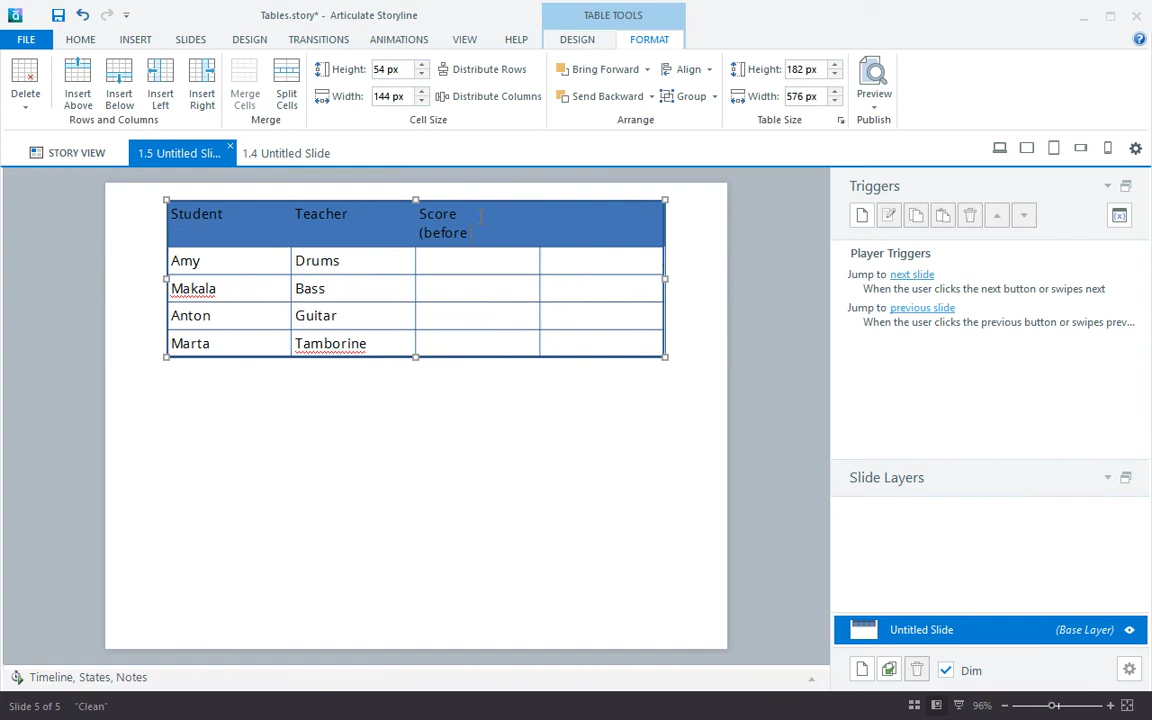 Tables.story* - Articulate Storyline
TABLE TOOLS
FILE
HOME
INSERT
SLIDES
DESIGN
TRANSITIONS
ANIMATIONS
VIEW
HELP
DESIGN
FORMAT
Delete
Insert Above
Insert Below
Insert Left
Insert Right
Rows and Columns
Merge Cells
Split Cells
Merge
Height: 54 px
Width: 144 px
Distribute Rows
Distribute Columns
Cell Size
Bring Forward
Send Backward
Align
Group
Arrange
Height: 182 px
Width: 576 px
Table Size
Preview
Publish
STORY VIEW
1.5 Untitled Sli...
1.4 Untitled Slide
Student Teacher Score
(before
Amy Drums
Makala Bass
Anton Guitar
Marta Tamborine
Triggers
Player Triggers
Jump to next slide
When the user clicks the next button or swipes next
Jump to previous slide
When the user clicks the previous button or swipes prev...
Slide Layers
Untitled Slide (Base Layer)
Dim
Timeline, States, Notes
Slide 5 of 5 "Clean" 96%